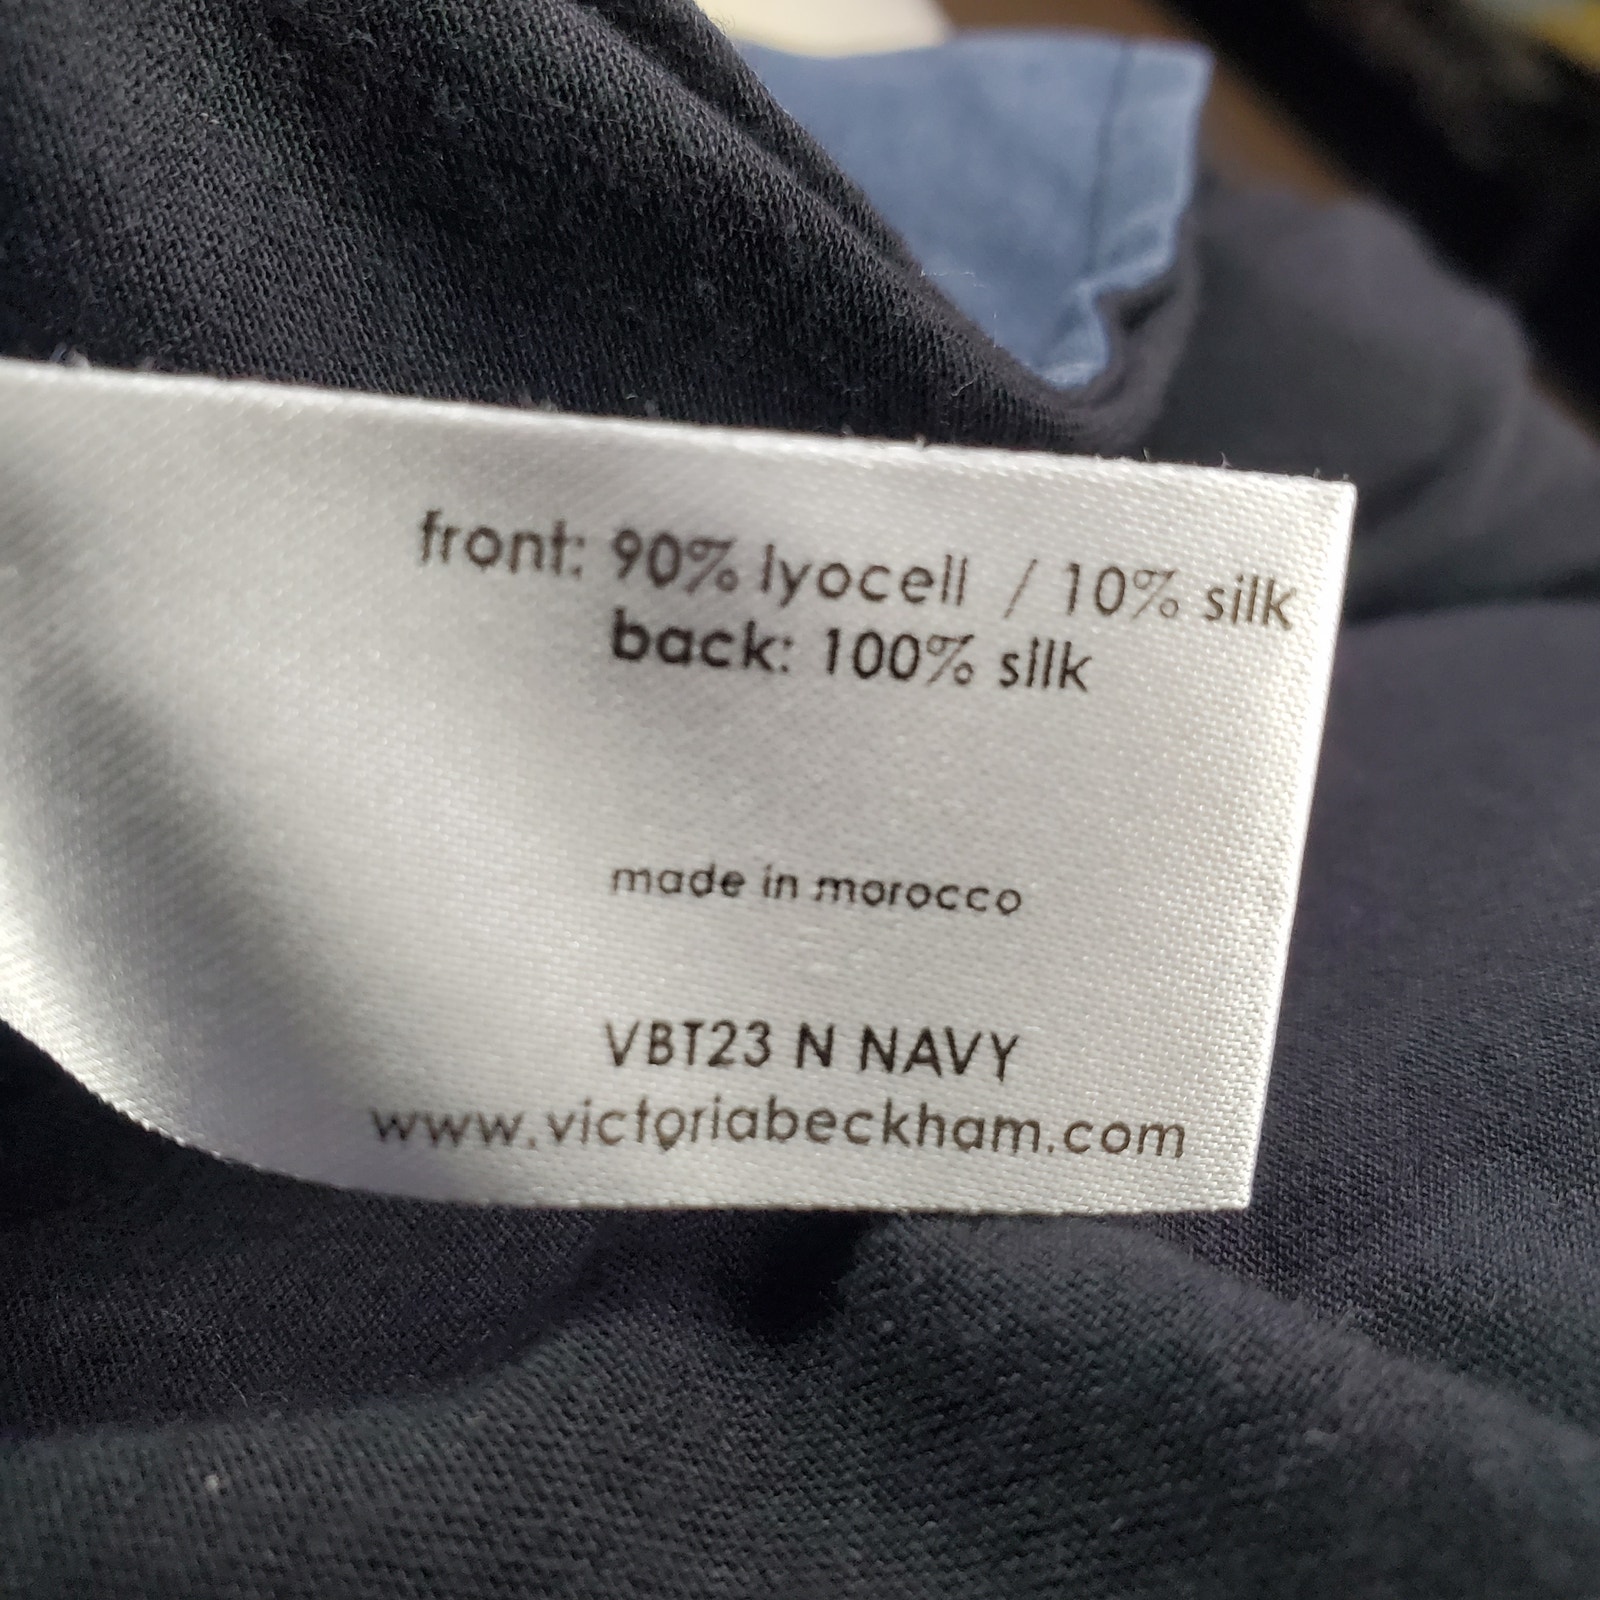 front: 90% lyocell / 10% silk
back: 100% silk
made in morocco
VBT23 N NAVY
www.victoriabeckham.com